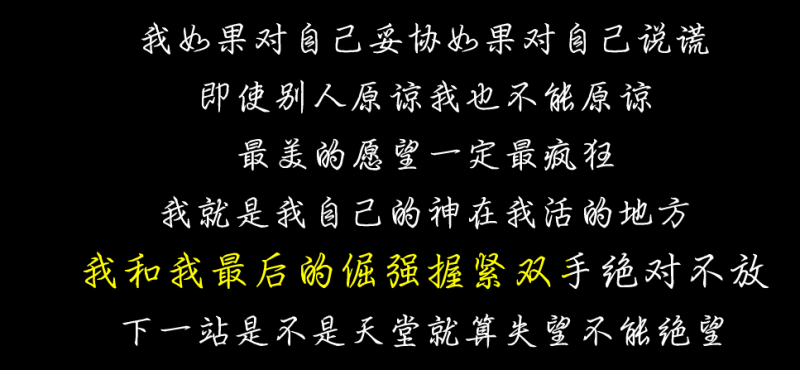 我如果对自己妥协如果对自己说谎
即使别人原谅我也不能原谅
最美的愿望一定最疯狂
我就是我自己的神在我活的地方
我和我最后的倔强握紧双手绝对不放
下一站是不是天堂就算失望不能绝望